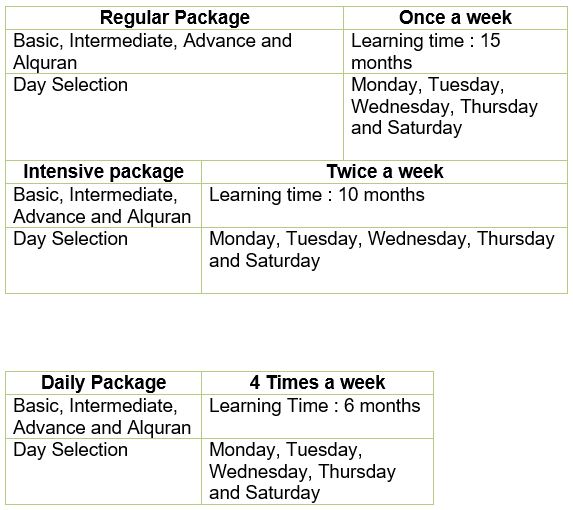 Regular Package Once a week
Basic, Intermediate, Advance and Learning time : 15
Alquran months
Day Selection Monday, Tuesday,
Wednesday, Thursday
and Saturday
Intensive package Twice a week
Basic, Intermediate, Learning time : 10 months
Advance and Alquran
Day Selection Monday, Tuesday, Wednesday, Thursday
and Saturday
Daily Package 4 Times a week
Basic, Intermediate, Learning Time : 6 months
Advance and Alquran
Day Selection Monday, Tuesday,
Wednesday, Thursday
and Saturday